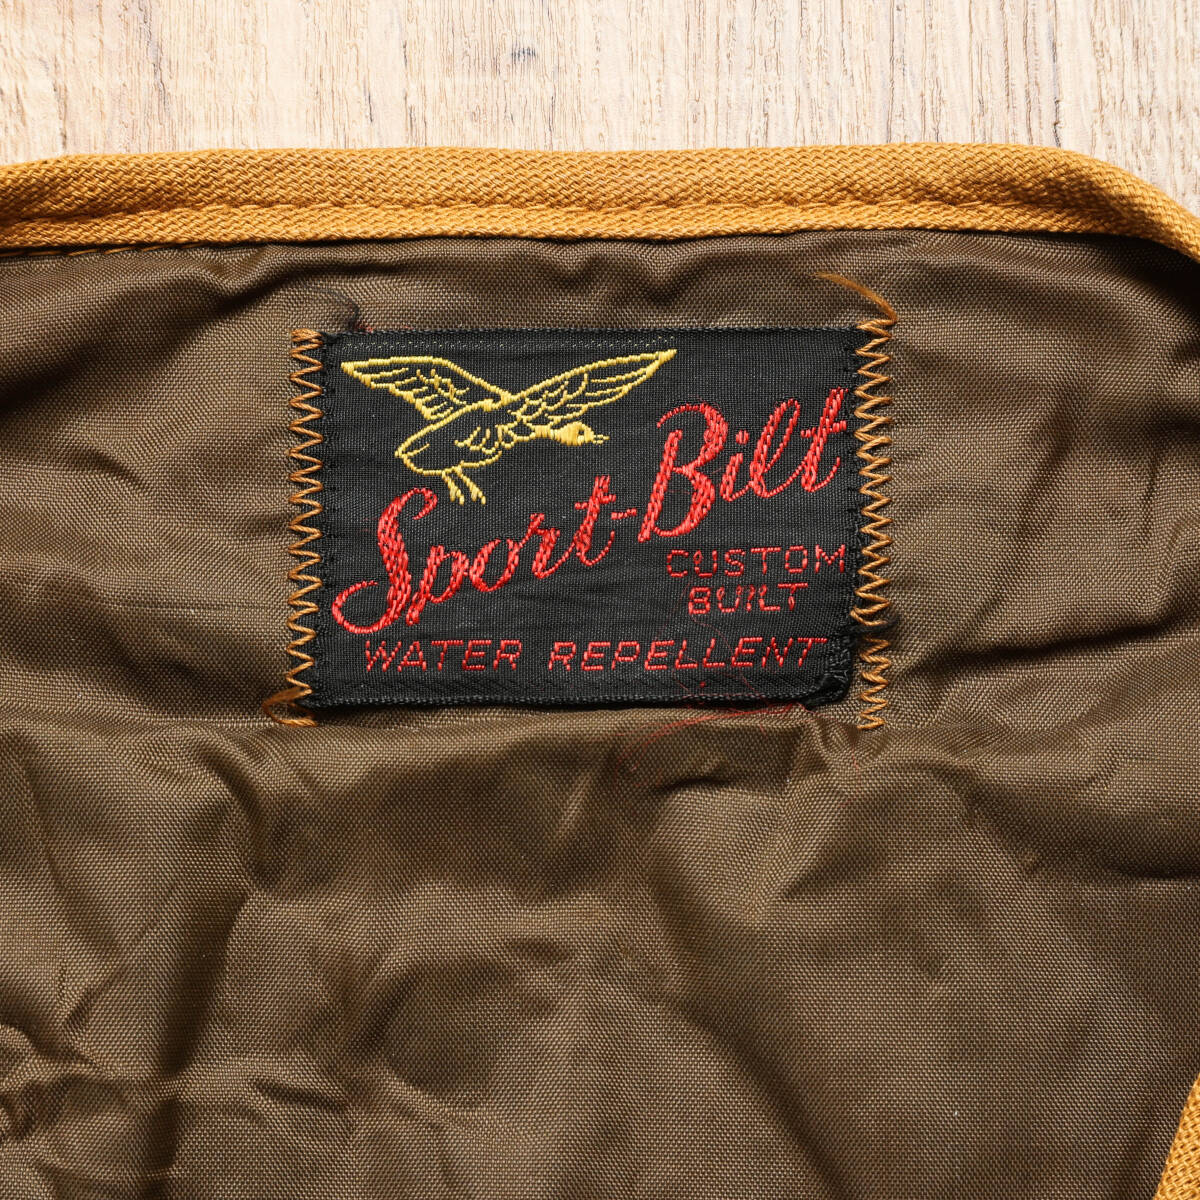 Sport-Bilt
CUSTOM
BUILT
WATER REPELLENT